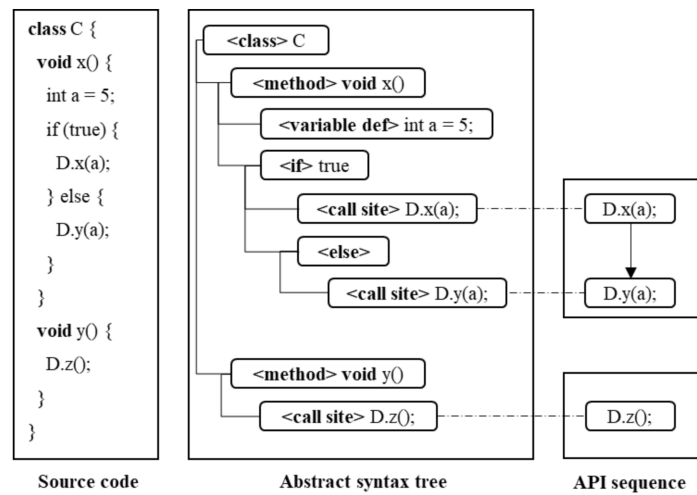 class C {
void x() {
int a = 5;
if (true) {
D.x(a);
} else {
D.y(a);
}
}
void y() {
D.z();
}
}
Source code
<class> C
<method> void x()
<variable def> int a = 5;
<if> true
<call site> D.x(a);
<else>
<call site> D.y(a);
<method> void y()
<call site> D.z();
Abstract syntax tree
D.x(a);
D.y(a);
D.z();
API sequence